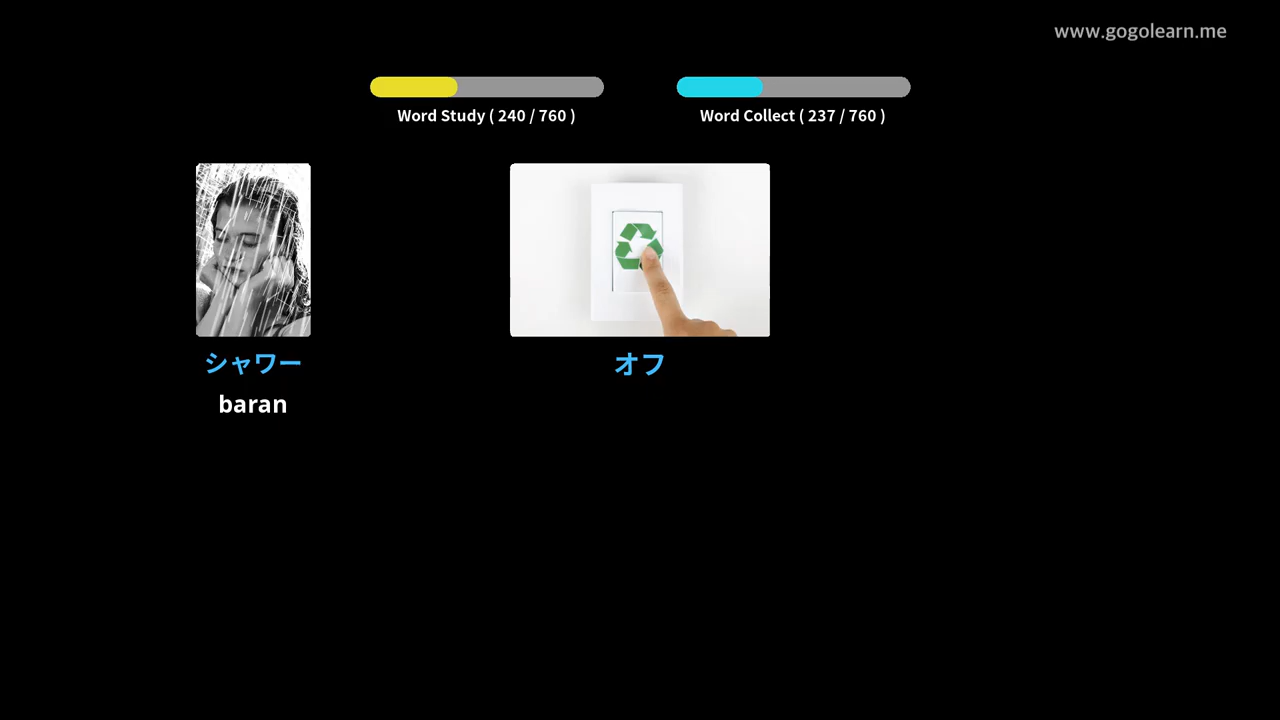 www.gogolearn.me
Word Study ( 240 / 760 )
Word Collect ( 237 / 760 )
シャワー
オフ
baran